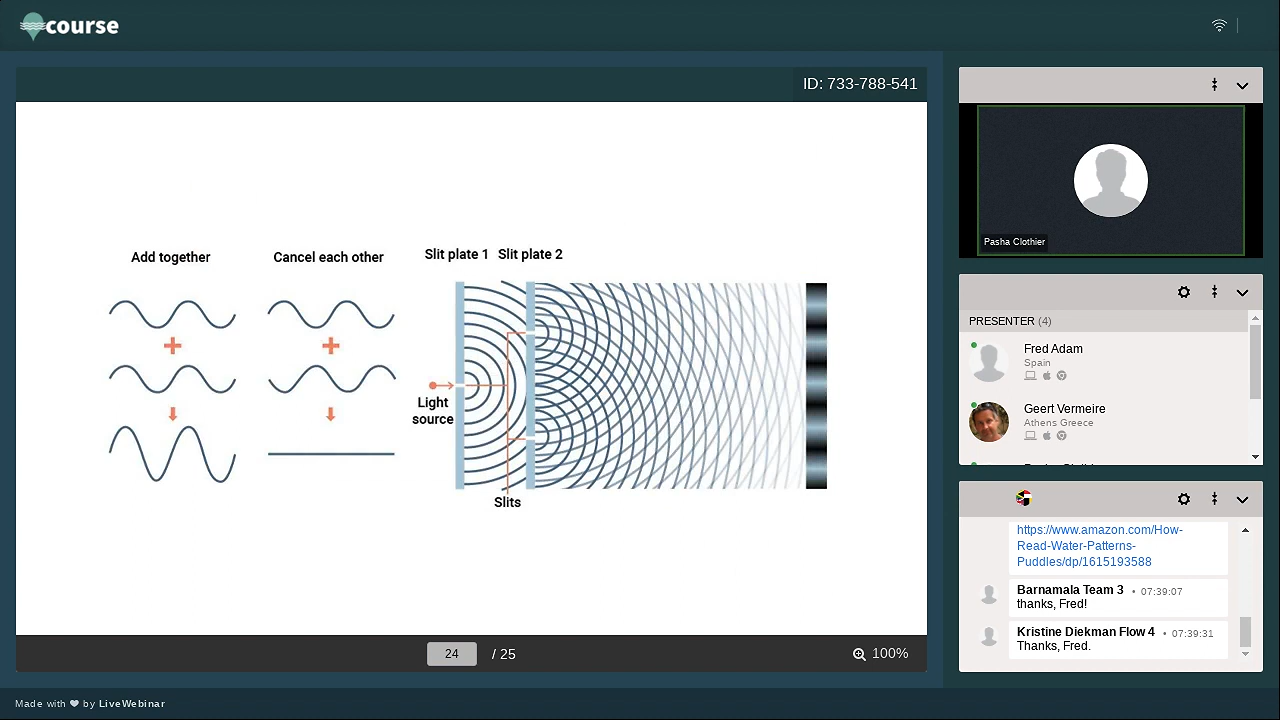 course
ID: 733-788-541
Add together
Cancel each other
Slit plate 1
Slit plate 2
Light
source
Slits
24 / 25
100%
Pasha Clothier
PRESENTER (4)
Fred Adam
Spain
Geert Vermeire
Athens Greece
https://www.amazon.com/How-
Read-Water-Patterns-
Puddles/dp/1615193588
Barnamala Team 3 • 07:39:07
thanks, Fred!
Kristine Diekman Flow 4 • 07:39:31
Thanks, Fred.
Made with by LiveWebinar